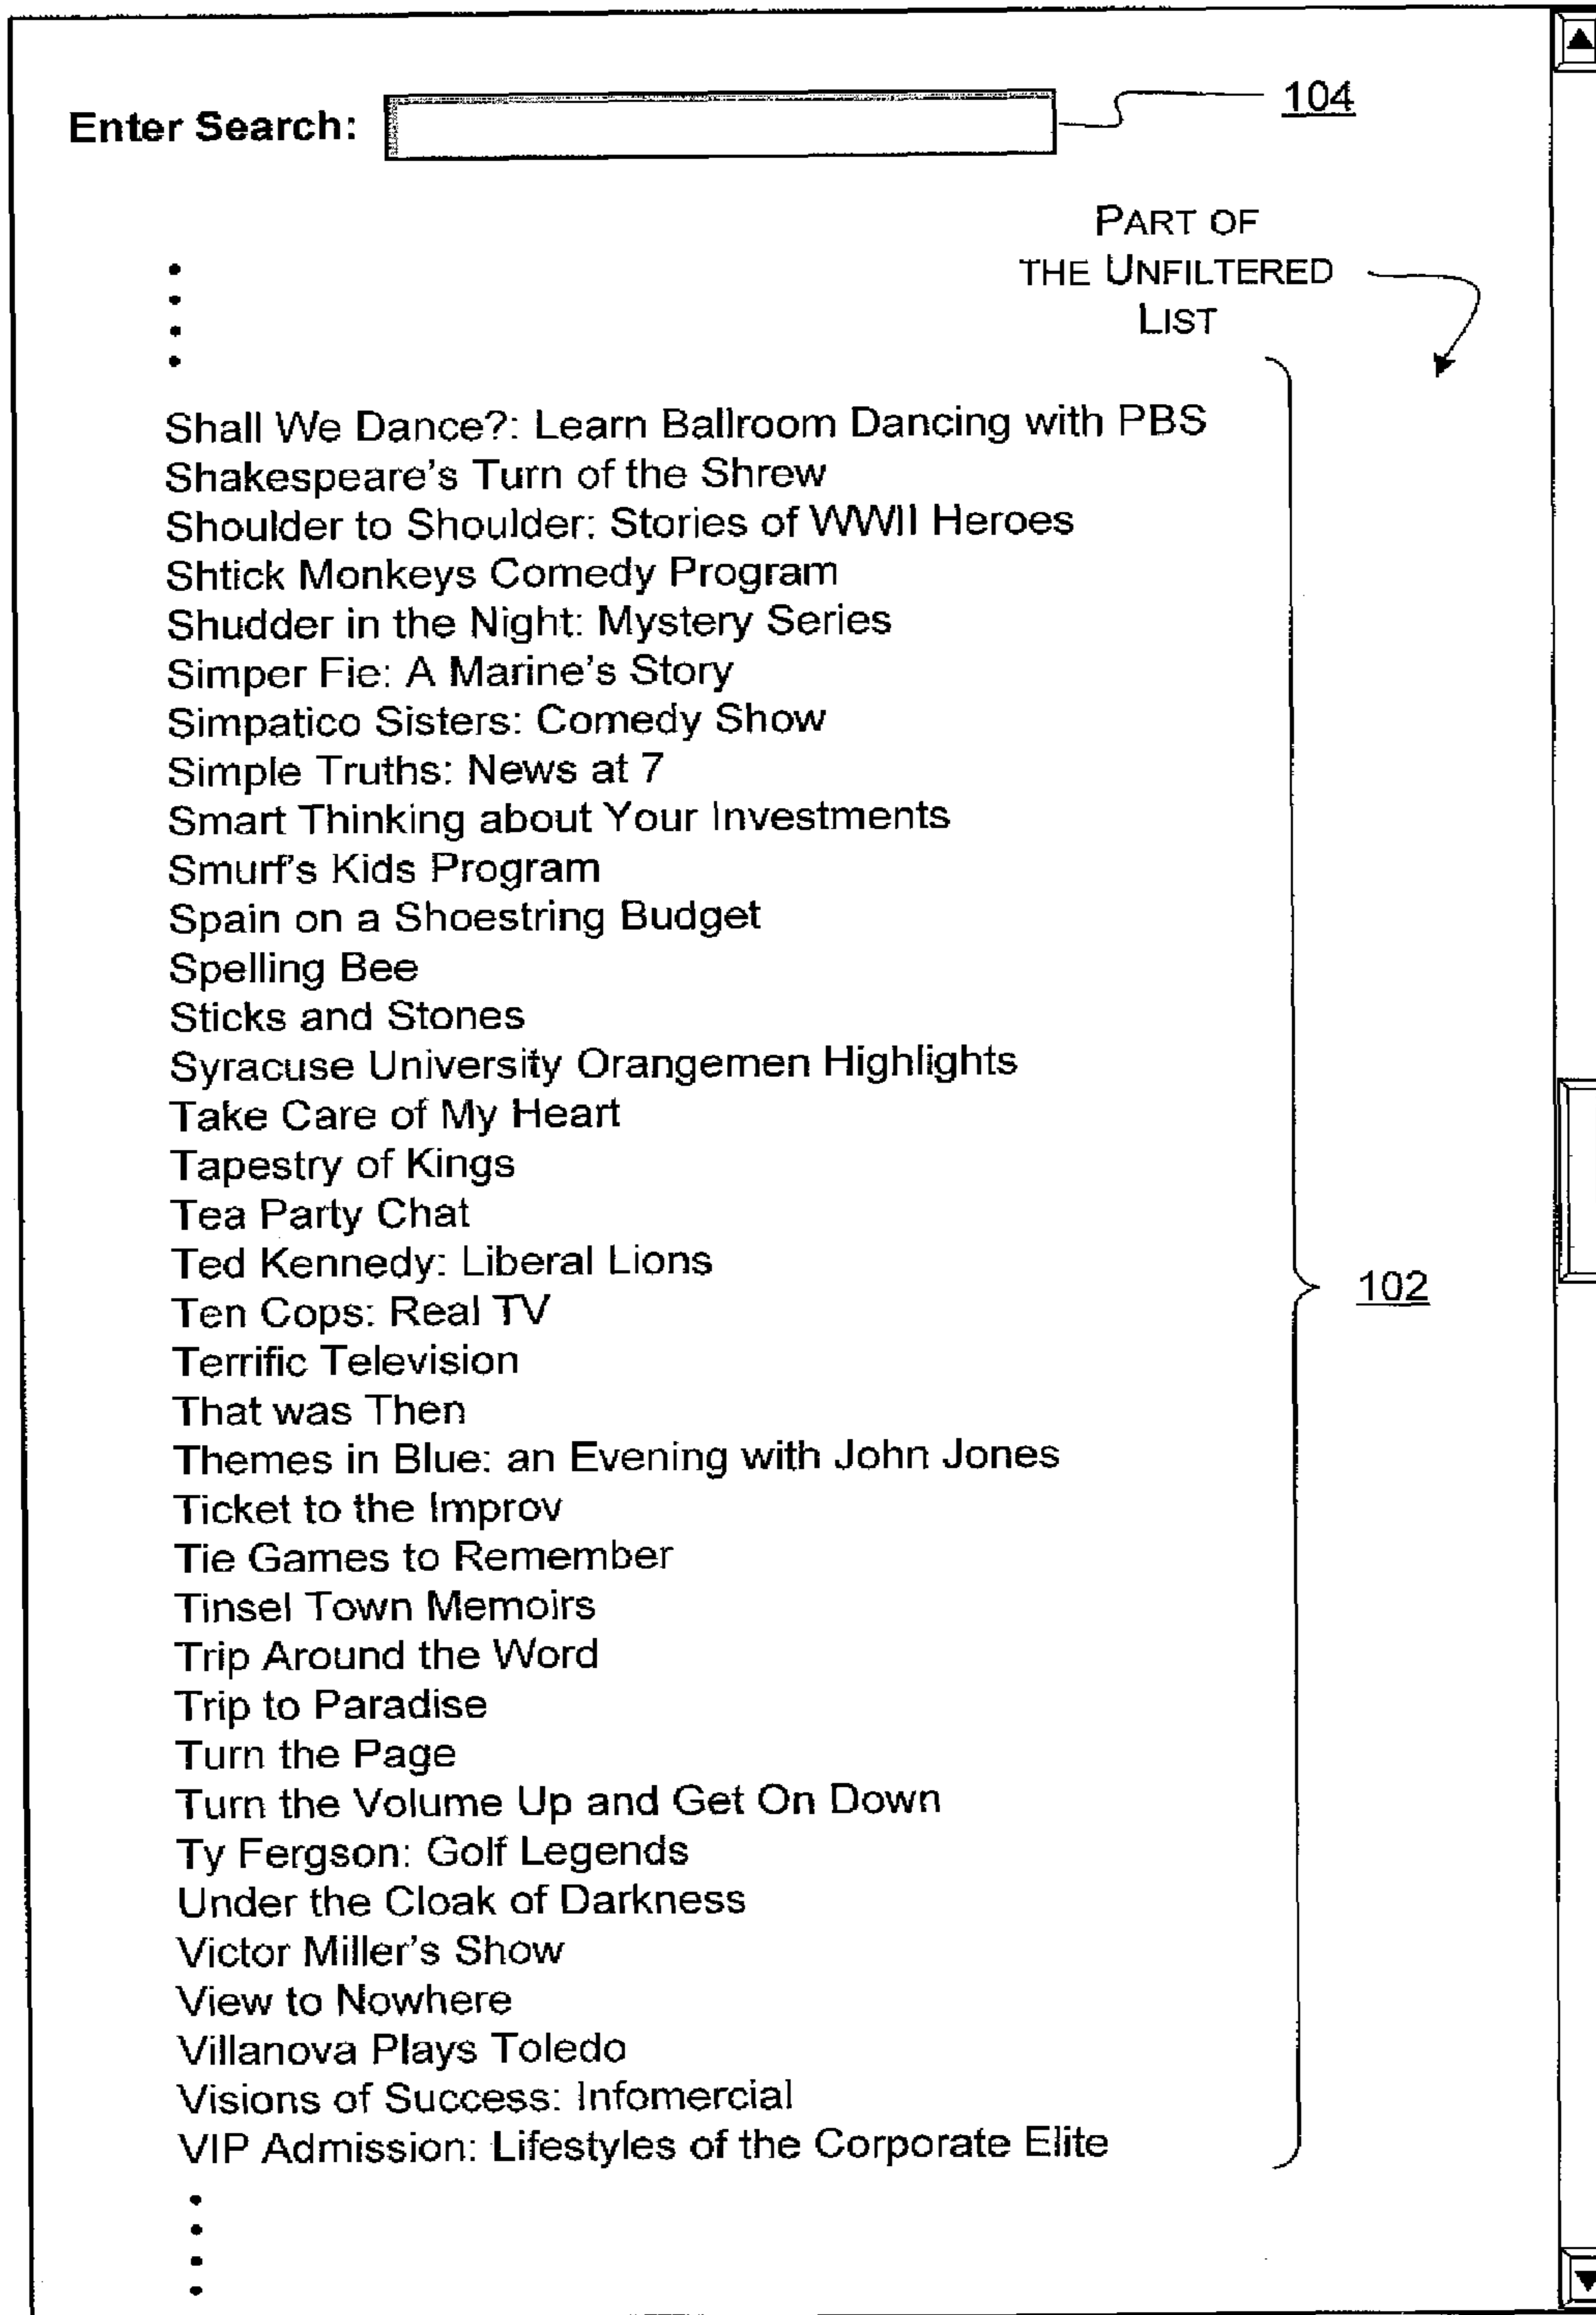 Enter Search:
104
PART OF
THE UNFILTERED
LIST
Shall We Dance?: Learn Ballroom Dancing with PBS
Shakespeare's Turn of the Shrew
Shoulder to Shoulder: Stories of WWII Heroes
Shtick Monkeys Comedy Program
Shudder in the Night: Mystery Series
Simper Fie: A Marine's Story
Simpatico Sisters: Comedy Show
Simple Truths: News at 7
Smart Thinking about Your Investments
Smurf's Kids Program
Spain on a Shoestring Budget
Spelling Bee
Sticks and Stones
Syracuse University Orangemen Highlights
Take Care of My Heart
Tapestry of Kings
Tea Party Chat
Ted Kennedy: Liberal Lions
Ten Cops: Real TV
Terrific Television
That was Then
Themes in Blue: an Evening with John Jones
Ticket to the Improv
Tie Games to Remember
Tinsel Town Memoirs
Trip Around the Word
Trip to Paradise
Turn the Page
Turn the Volume Up and Get On Down
Ty Fergson: Golf Legends
Under the Cloak of Darkness
Victor Miller's Show
View to Nowhere
Villanova Plays Toledo
Visions of Success: Infomercial
VIP Admission: Lifestyles of the Corporate Elite
102